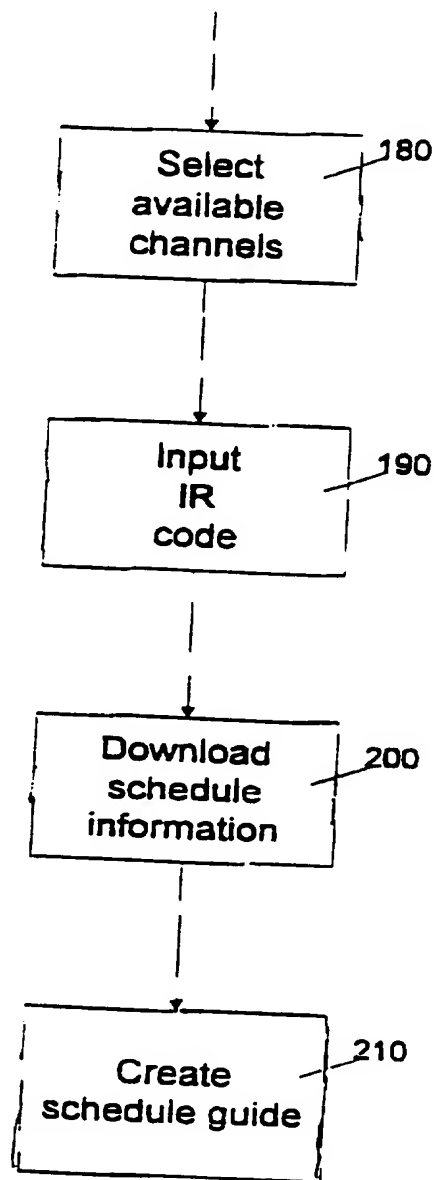 180
Select
available
channels
190
Input
IR
code
200
Download
schedule
information
210
Create
schedule guide